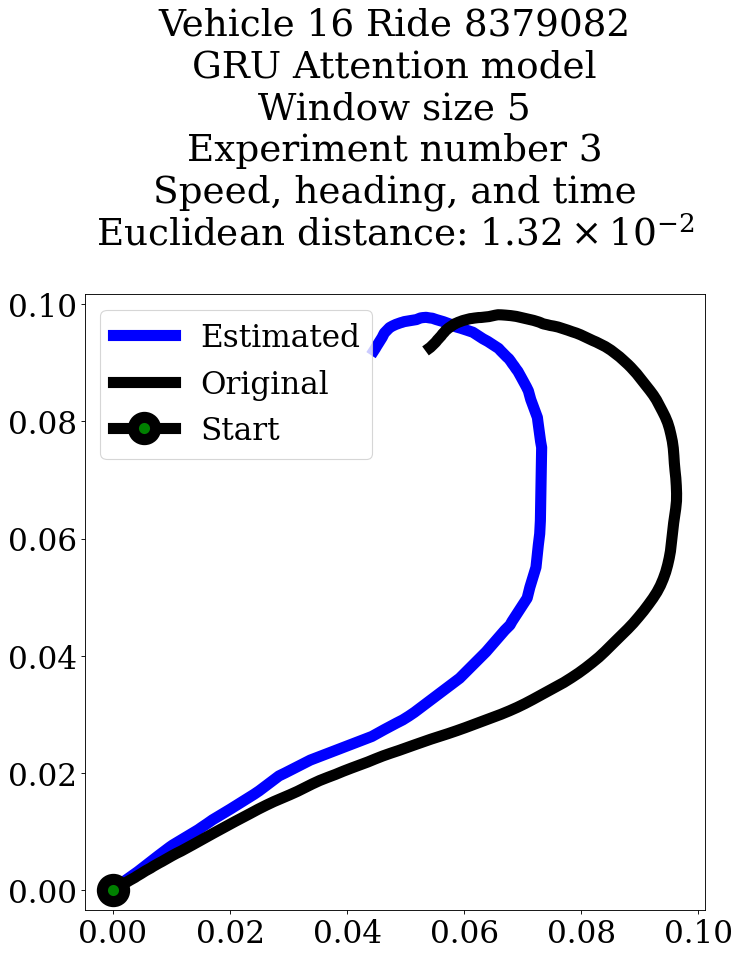 Vehicle 16 Ride 8379082
GRU Attention model
Window size 5
Experiment number 3
Speed, heading, and time
Euclidean distance: 1.32 × 10⁻²
Estimated
Original
Start
0.10
0.08
0.06
0.04
0.02
0.00
0.00 0.02 0.04 0.06 0.08 0.10